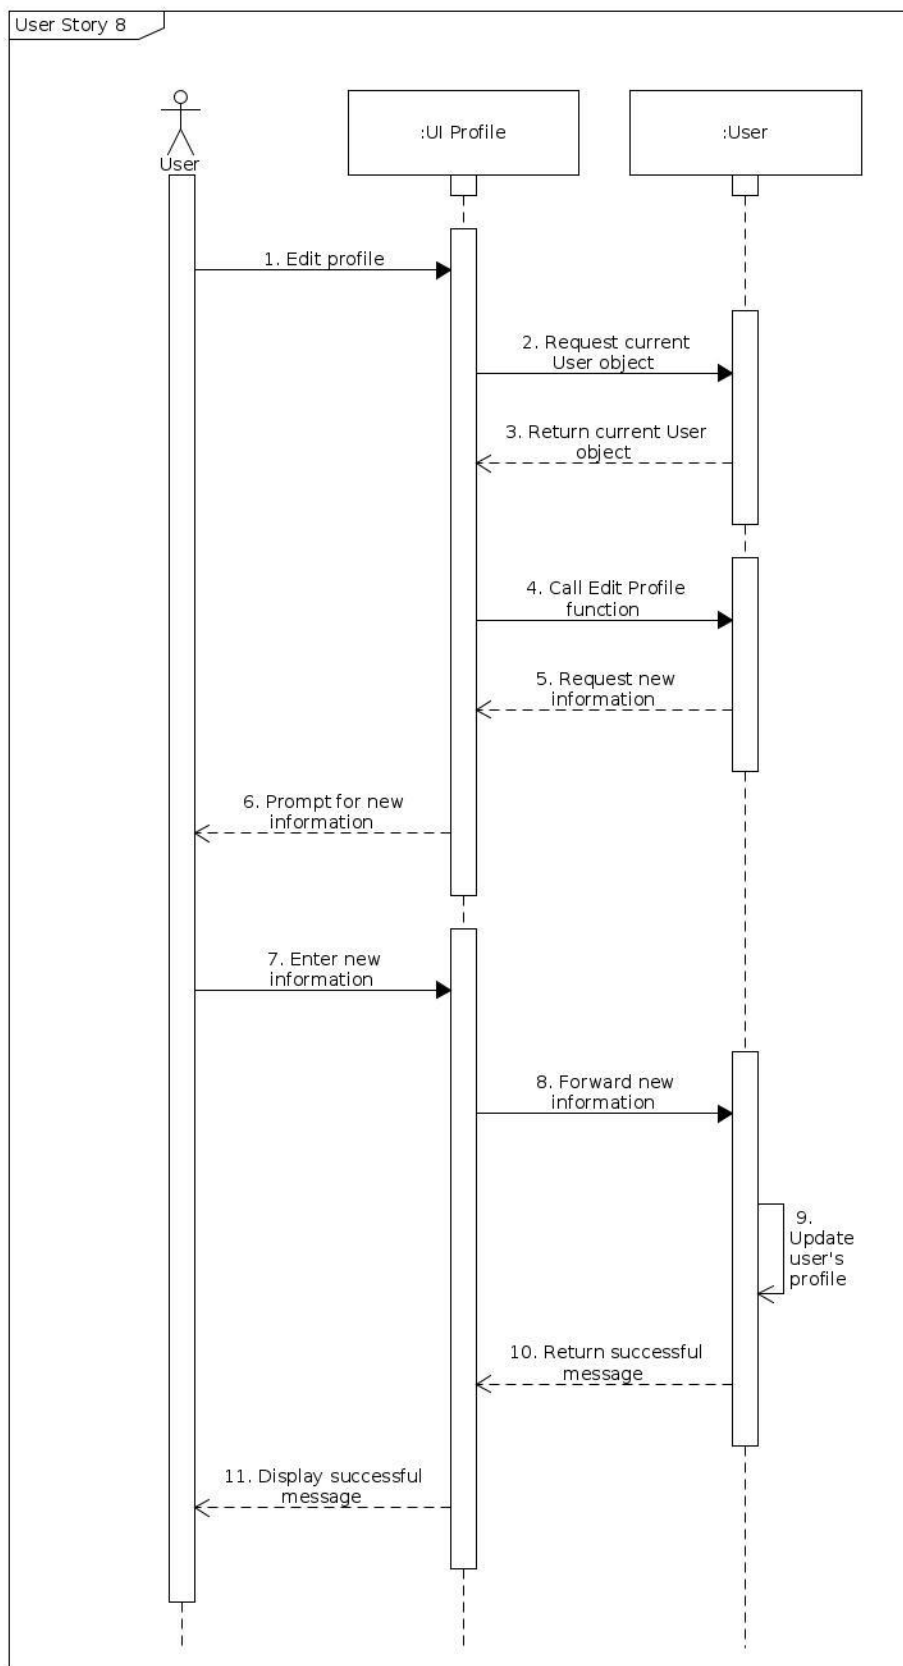 User Story 8
User
:UI Profile
:User
1. Edit profile
2. Request current
User object
3. Return current User
object
4. Call Edit Profile
function
5. Request new
information
6. Prompt for new
information
7. Enter new
information
8. Forward new
information
9.
Update
user's
profile
10. Return successful
message
11. Display successful
message